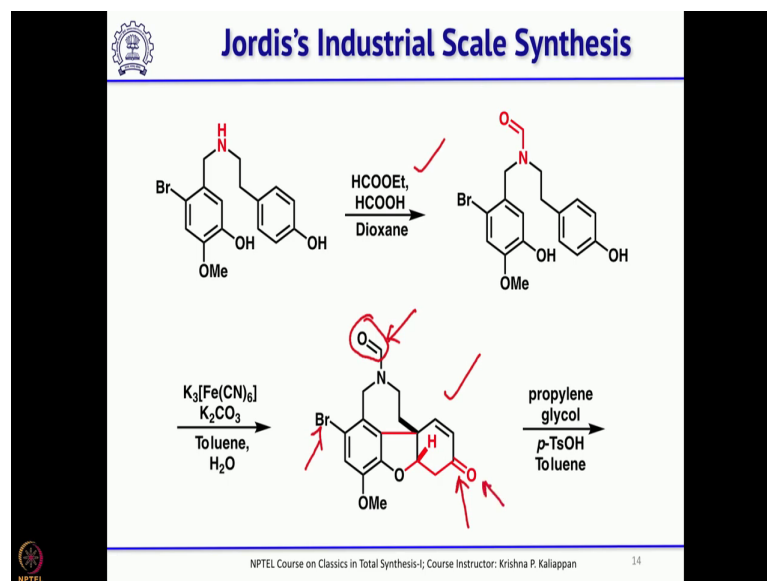 Jordis's Industrial Scale Synthesis
H
N
Br
OH
OMe
OH
HCOOEt,
HCOOH
Dioxane
O
N
Br
OH
OMe
OH
K3[Fe(CN)6]
K2CO3
Toluene,
H2O
O
N
Br
H
O
O
OMe
propylene
glycol
p-TsOH
Toluene
NPTEL
NPTEL Course on Classics in Total Synthesis-I; Course Instructor: Krishna P. Kaliappan
14